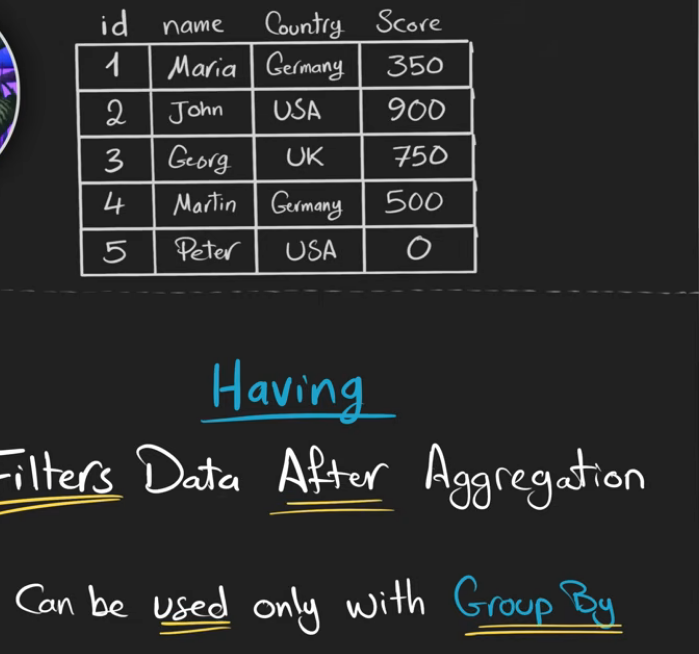 id name Country Score
1 Maria Germany 350
2 John USA 900
3 Georg UK 750
4 Martin Germany 500
5 Peter USA 0
Having
Filters Data After Aggregation
Can be used only with Group By